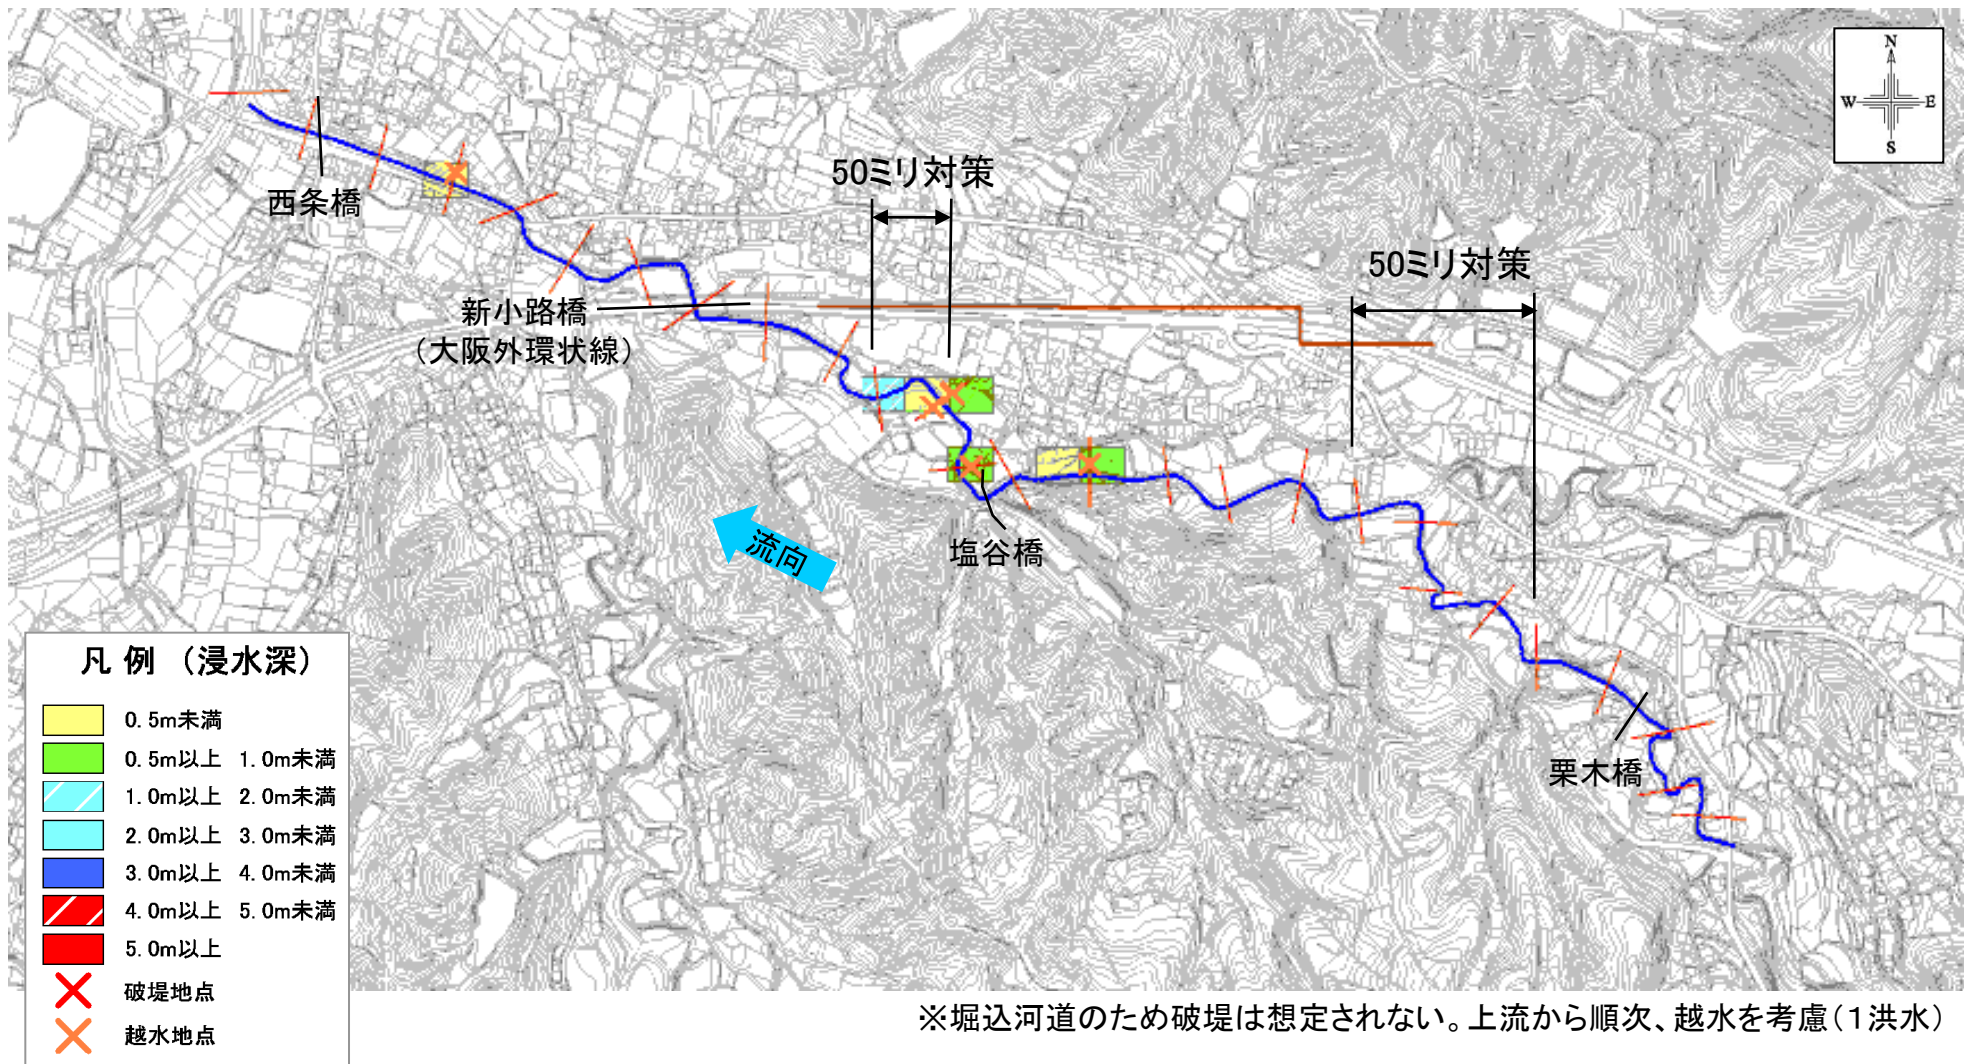 N
W E
S
50ミリ対策
西条橋
50ミリ対策
新小路橋
（大阪外環状線）
塩谷橋
流向
栗木橋
凡 例 （浸水深）
0.5m未満
0.5m以上 1.0m未満
1.0m以上 2.0m未満
2.0m以上 3.0m未満
3.0m以上 4.0m未満
4.0m以上 5.0m未満
5.0m以上
破堤地点
越水地点
※堀込河道のため破堤は想定されない。上流から順次、越水を考慮（１洪水）